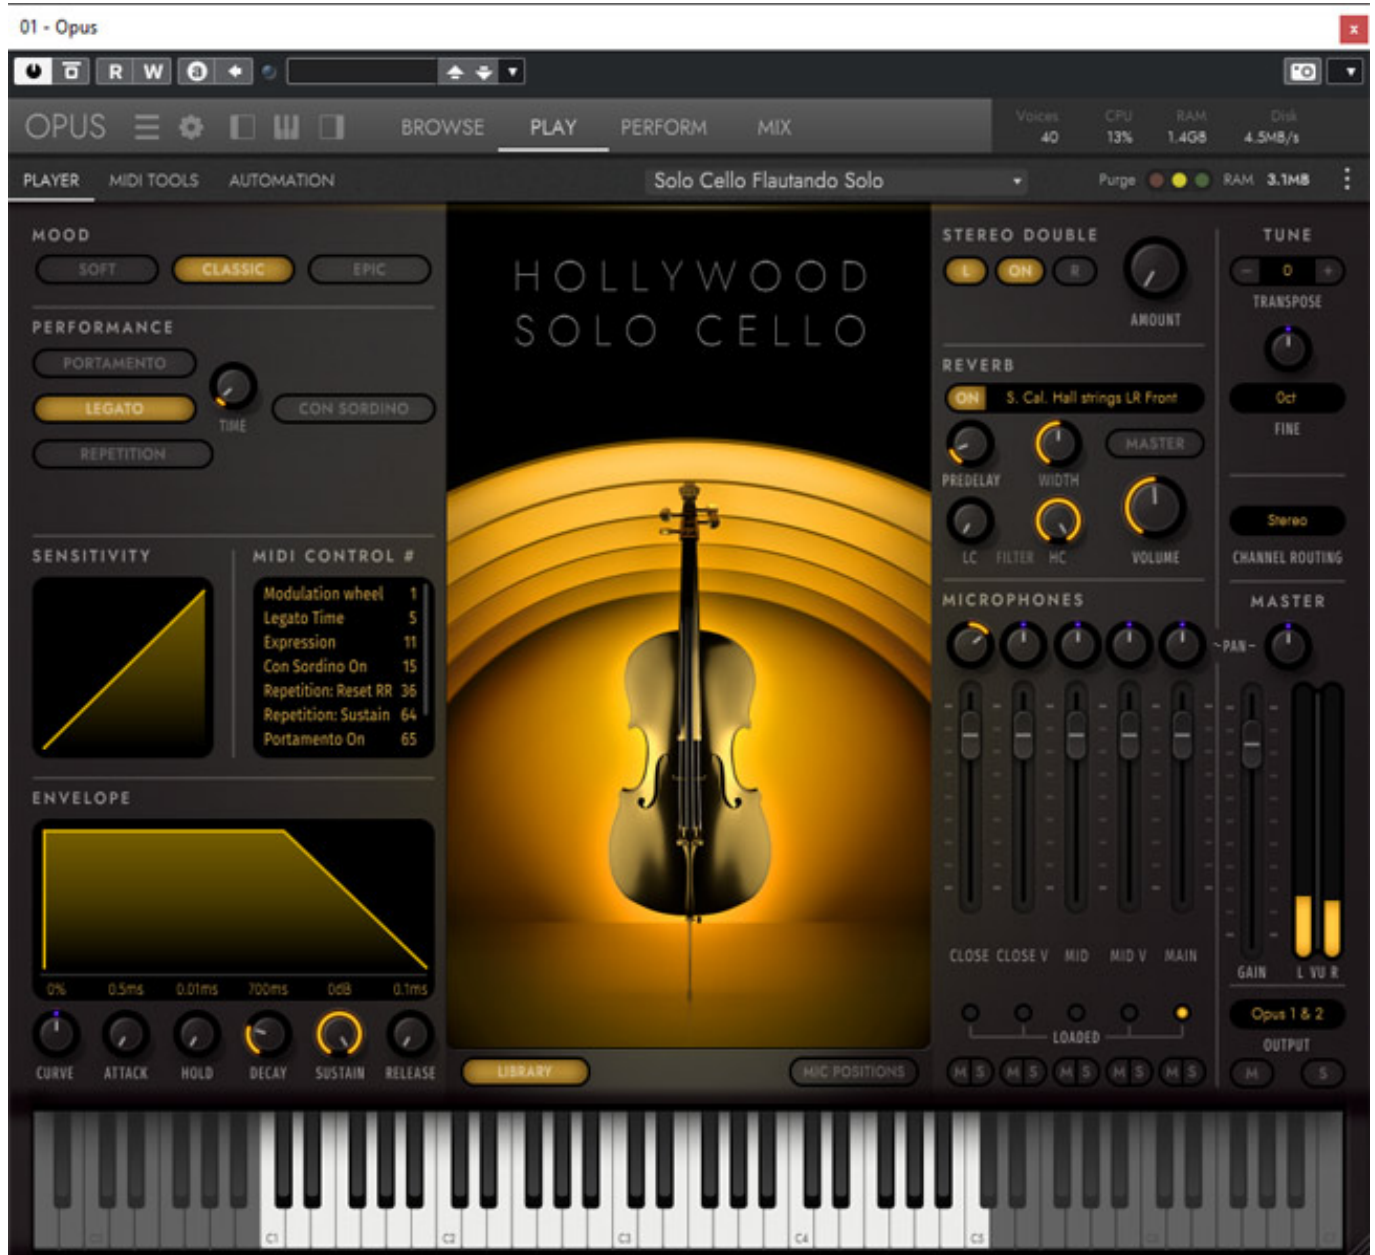 01 - Opus
x
R W a
OPUS BROWSE PLAY PERFORM MIX
Voices CPU RAM Disk
40 13% 1.4GB 4.5MB/s
PLAYER MIDI TOOLS AUTOMATION Solo Cello Flautando Solo Purge RAM 3.1MB
MOOD
SOFT CLASSIC EPIC
PERFORMANCE
PORTAMENTO
LEGATO
TIME
CON SORDINO
REPETITION
SENSITIVITY
MIDI CONTROL #
Modulation wheel 1
Legato Time 5
Expression 11
Con Sordino On 15
Repetition: Reset RR 36
Repetition: Sustain 64
Portamento On 65
ENVELOPE
0% 0.5ms 0.01ms 700ms 0dB 0.1ms
CURVE ATTACK HOLD DECAY SUSTAIN RELEASE
HOLLYWOOD
SOLO CELLO
LIBRARY MIC POSITIONS
STEREO DOUBLE
L ON R
AMOUNT
REVERB
ON S. Cal. Hall strings LR Front
MASTER
PREDELAY WIDTH
LC FILTER HC VOLUME
MICROPHONES
~PAN~
CLOSE CLOSE V MID MID V MAIN
LOADED
M S M S M S M S M S
TUNE
- 0 +
TRANSPOSE
0ct
FINE
Stereo
CHANNEL ROUTING
MASTER
GAIN L VU R
Opus 1 & 2
OUTPUT
M S
C1 C2 C3 C4 C5